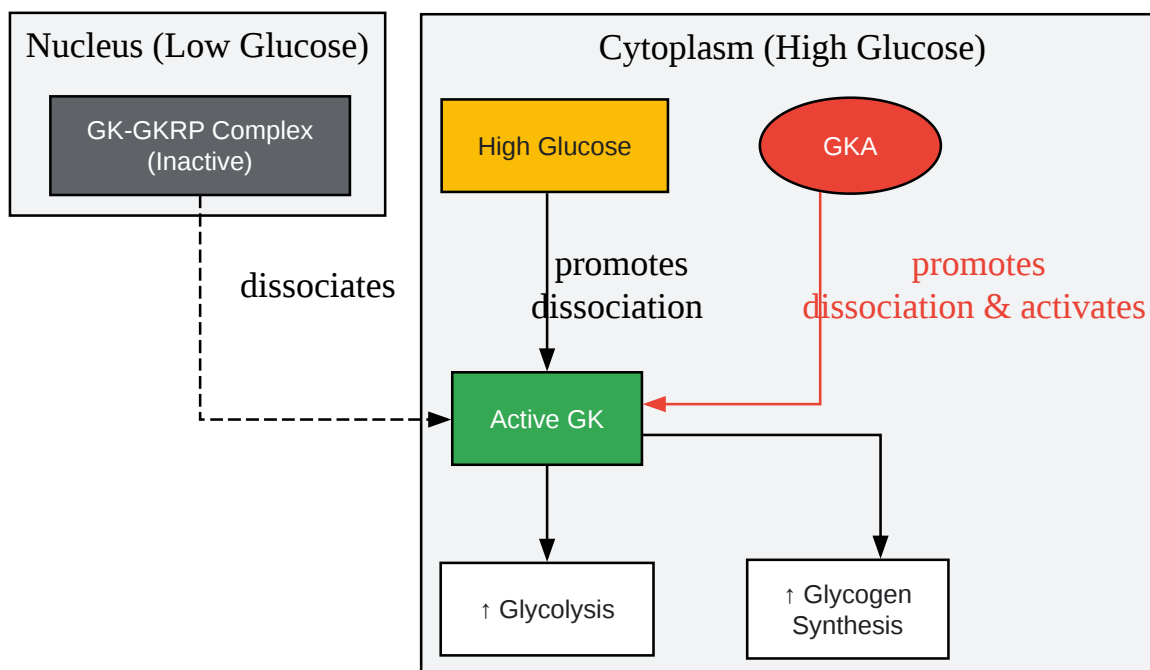 Nucleus (Low Glucose)
GK-GKRP Complex
(Inactive)
dissociates
Cytoplasm (High Glucose)
High Glucose
GKA
promotes
dissociation
promotes
dissociation & activates
Active GK
↑ Glycolysis
↑ Glycogen
Synthesis